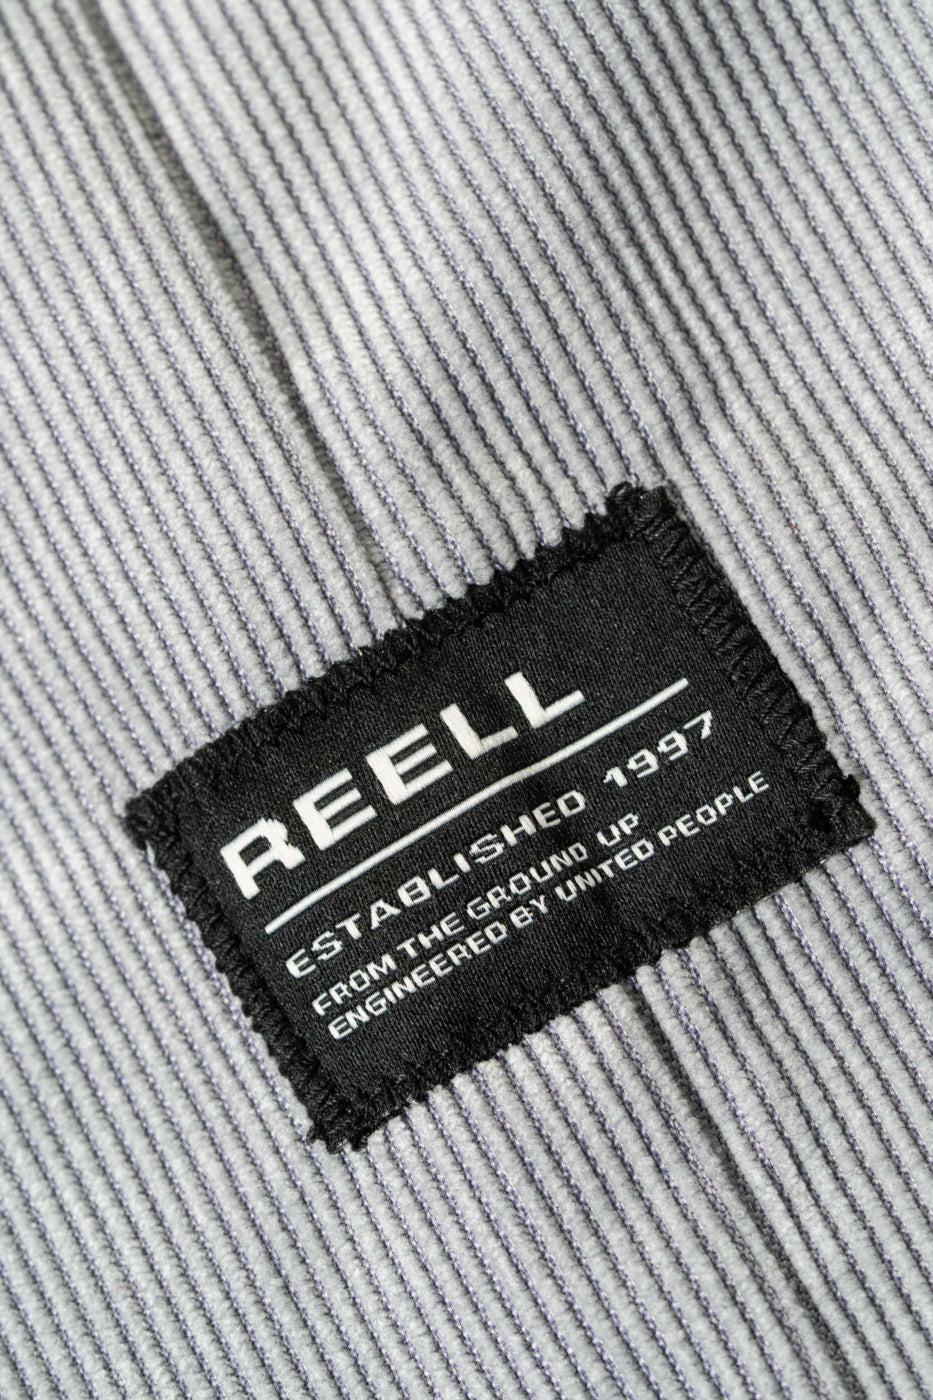 REELL
ESTABLISHED 1997
FROM THE GROUND UP
ENGINEERED BY UNITED PEOPLE